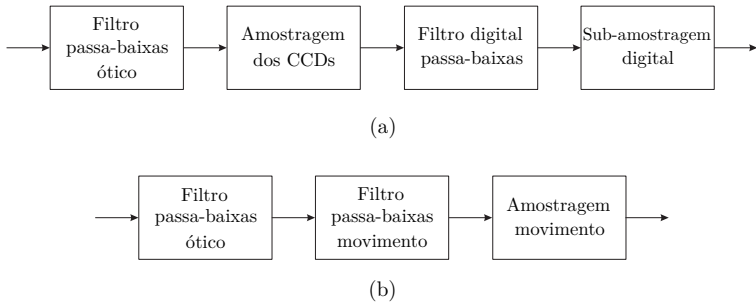 Filtro
passa-baixas
ótico
Amostragem
dos CCDs
Filtro digital
passa-baixas
Sub-amostragem
digital
(a)
Filtro
passa-baixas
ótico
Filtro
passa-baixas
movimento
Amostragem
movimento
(b)